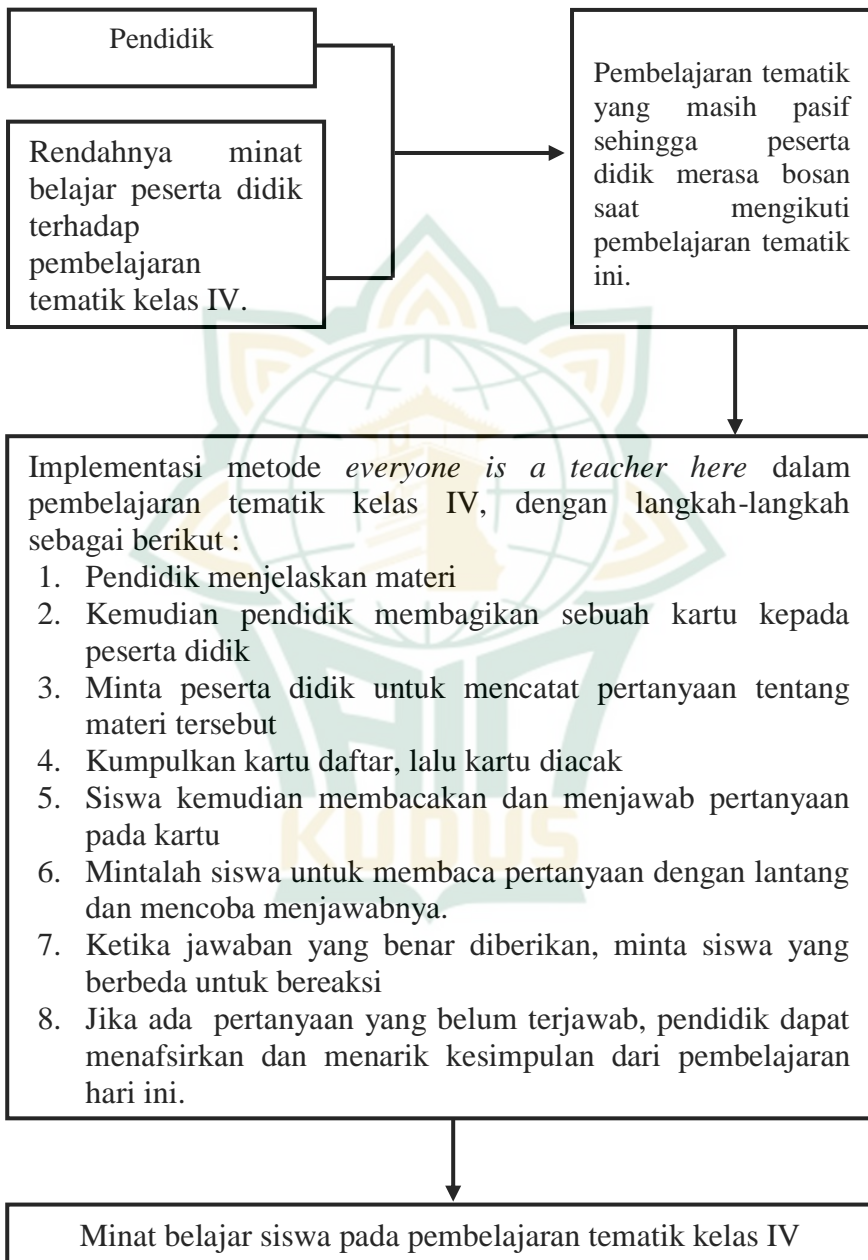 Pendidik
Rendahnya minat
belajar peserta didik
terhadap
pembelajaran
tematik kelas IV.
Pembelajaran tematik
yang masih pasif
sehingga peserta
didik merasa bosan
saat mengikuti
pembelajaran tematik
ini.
Implementasi metode everyone is a teacher here dalam
pembelajaran tematik kelas IV, dengan langkah-langkah
sebagai berikut :
1. Pendidik menjelaskan materi
2. Kemudian pendidik membagikan sebuah kartu kepada
peserta didik
3. Minta peserta didik untuk mencatat pertanyaan tentang
materi tersebut
4. Kumpulkan kartu daftar, lalu kartu diacak
5. Siswa kemudian membacakan dan menjawab pertanyaan
pada kartu
6. Mintalah siswa untuk membaca pertanyaan dengan lantang
dan mencoba menjawabnya.
7. Ketika jawaban yang benar diberikan, minta siswa yang
berbeda untuk bereaksi
8. Jika ada pertanyaan yang belum terjawab, pendidik dapat
menafsirkan dan menarik kesimpulan dari pembelajaran
hari ini.
Minat belajar siswa pada pembelajaran tematik kelas IV
IAIN
KUDUS